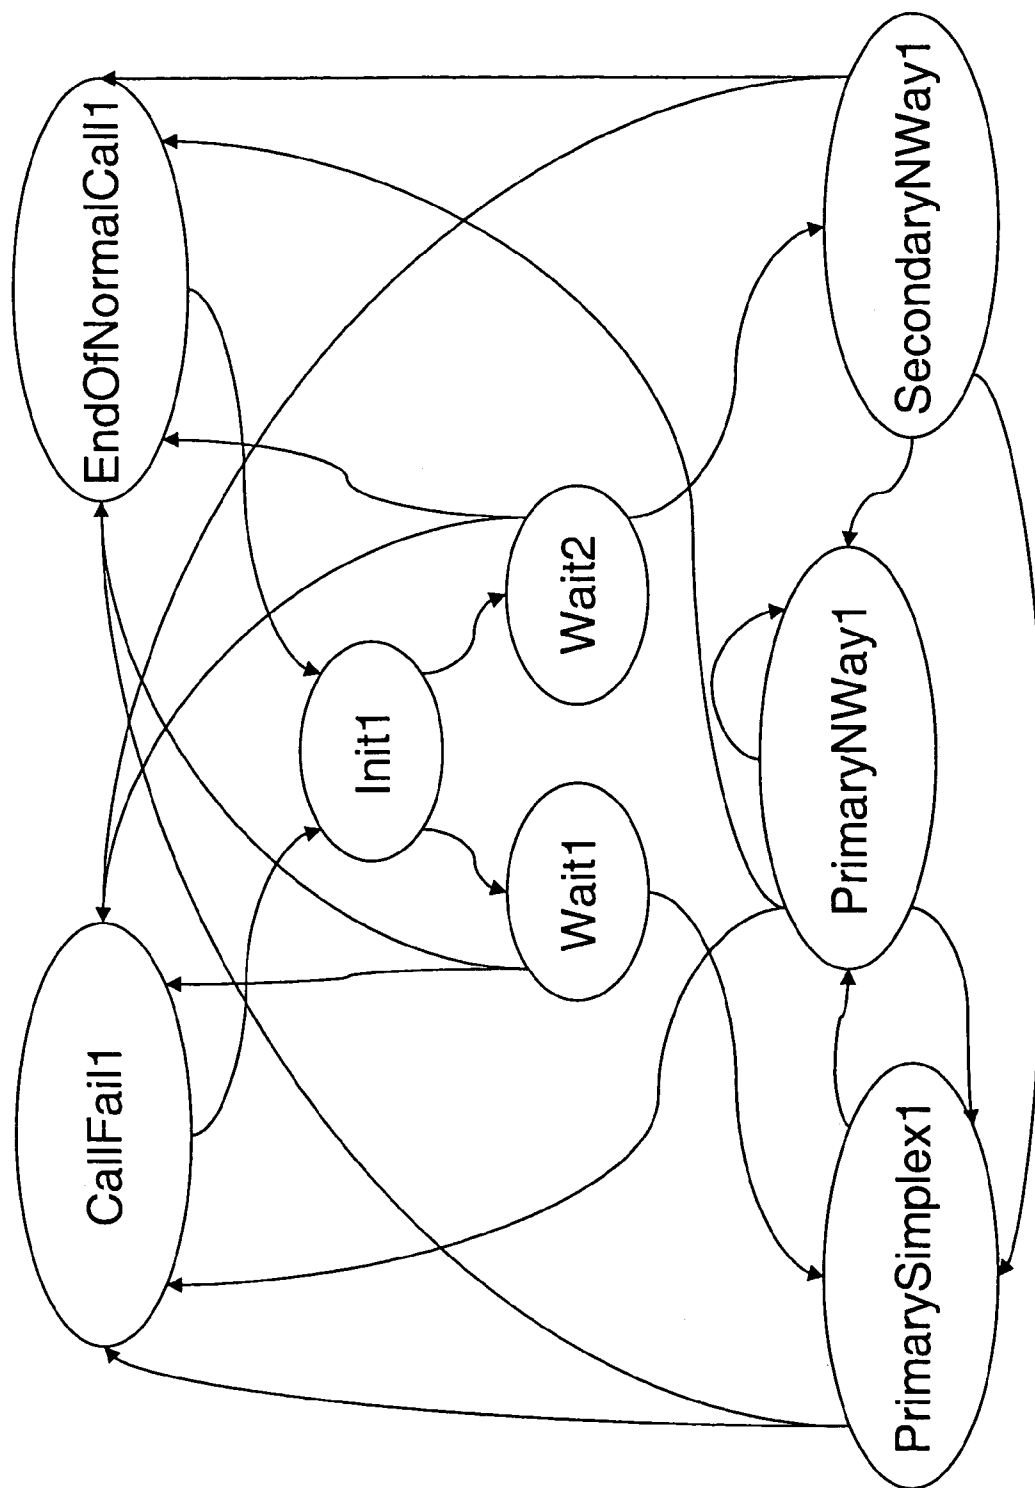 CallFail1
EndOfNormalCall1
Init1
Wait1
Wait2
PrimarySimplex1
PrimaryNWay1
SecondaryNWay1